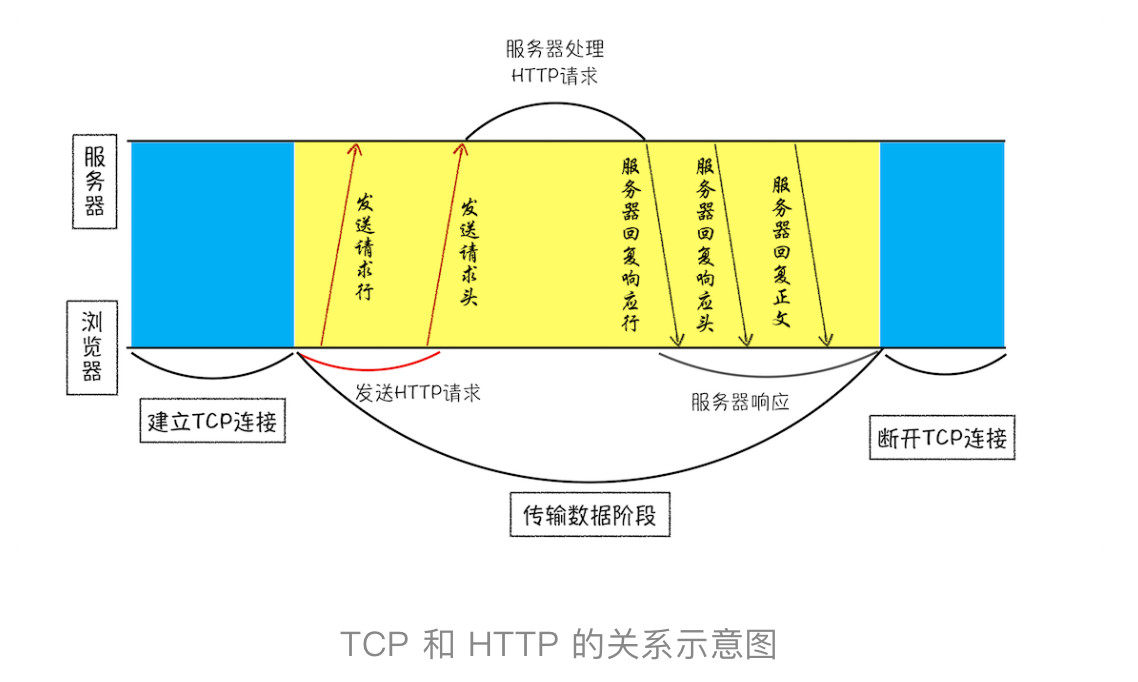 服务器处理
HTTP请求
服务器
发送请求行
发送请求头
服务器回复响应行
服务器回复响应头
服务器回复正文
浏览器
发送HTTP请求
服务器响应
建立TCP连接
断开TCP连接
传输数据阶段
TCP 和 HTTP 的关系示意图